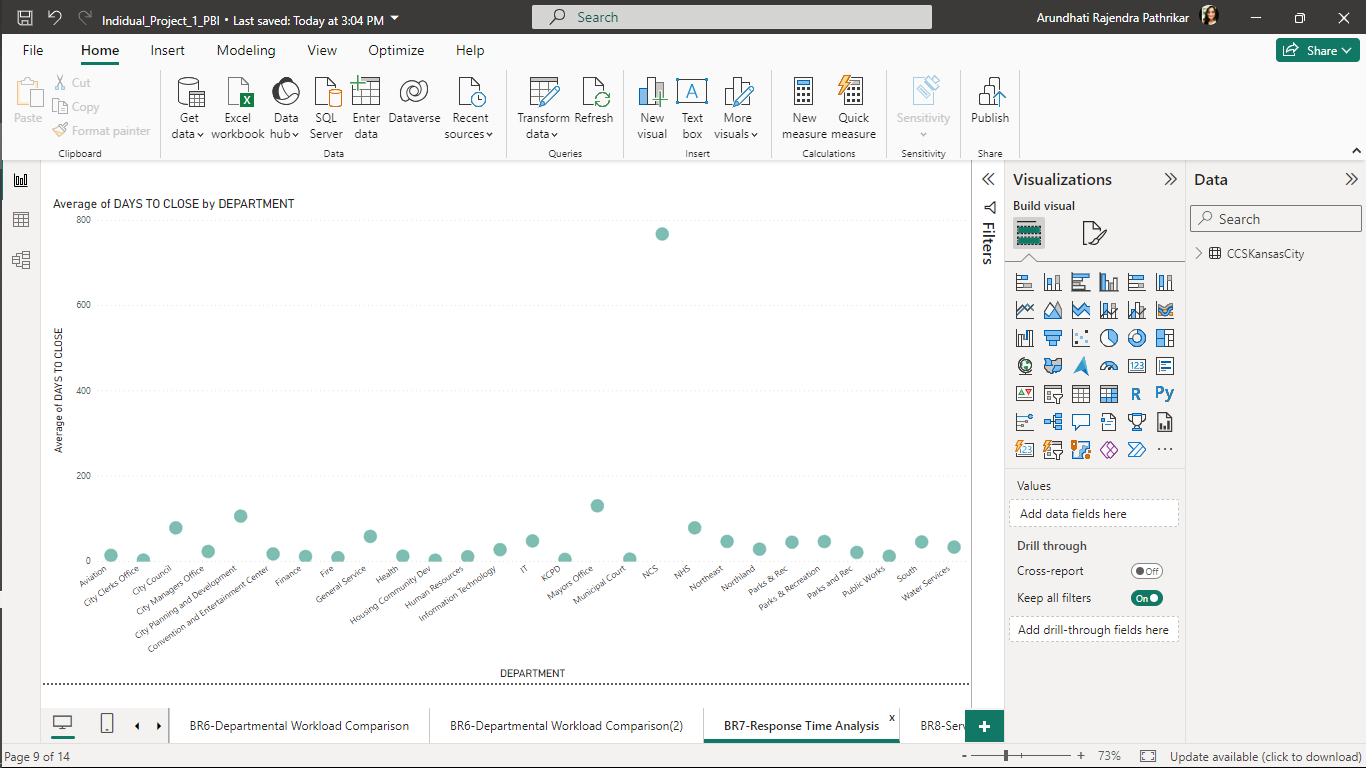 Indidual_Project_1_PBI • Last saved: Today at 3:04 PM
Search
Arundhati Rajendra Pathrikar
File Home Insert Modeling View Optimize Help
Share
Paste
Cut
Copy
Format painter
Clipboard
Get data
Excel workbook
Data hub
SQL Server
Enter data
Dataverse
Recent sources
Data
Transform data
Refresh
Queries
New visual
Text box
More visuals
Insert
New measure
Quick measure
Calculations
Sensitivity
Sensitivity
Publish
Share
Average of DAYS TO CLOSE by DEPARTMENT
800
600
400
200
0
Average of DAYS TO CLOSE
Aviation
City Clerks Office
City Council
City Managers Office
City Planning and Development
Convention and Entertainment Center
Finance
Fire
General Service
Health
Housing Community Dev
Human Resources
Information Technology
IT
KCPD
Mayors Office
Municipal Court
NCS
NHS
Northeast
Northland
Parks & Rec
Parks & Recreation
Parks and Rec
Public Works
South
Water Services
DEPARTMENT
Filters
Visualizations
Build visual
123
R
Py
123
Values
Add data fields here
Drill through
Cross-report
Off
Keep all filters
On
Add drill-through fields here
Data
Search
CCSKansasCity
BR6-Departmental Workload Comparison
BR6-Departmental Workload Comparison(2)
BR7-Response Time Analysis
x
BR8-Serv
+
Page 9 of 14
- + 73%
Update available (click to download)